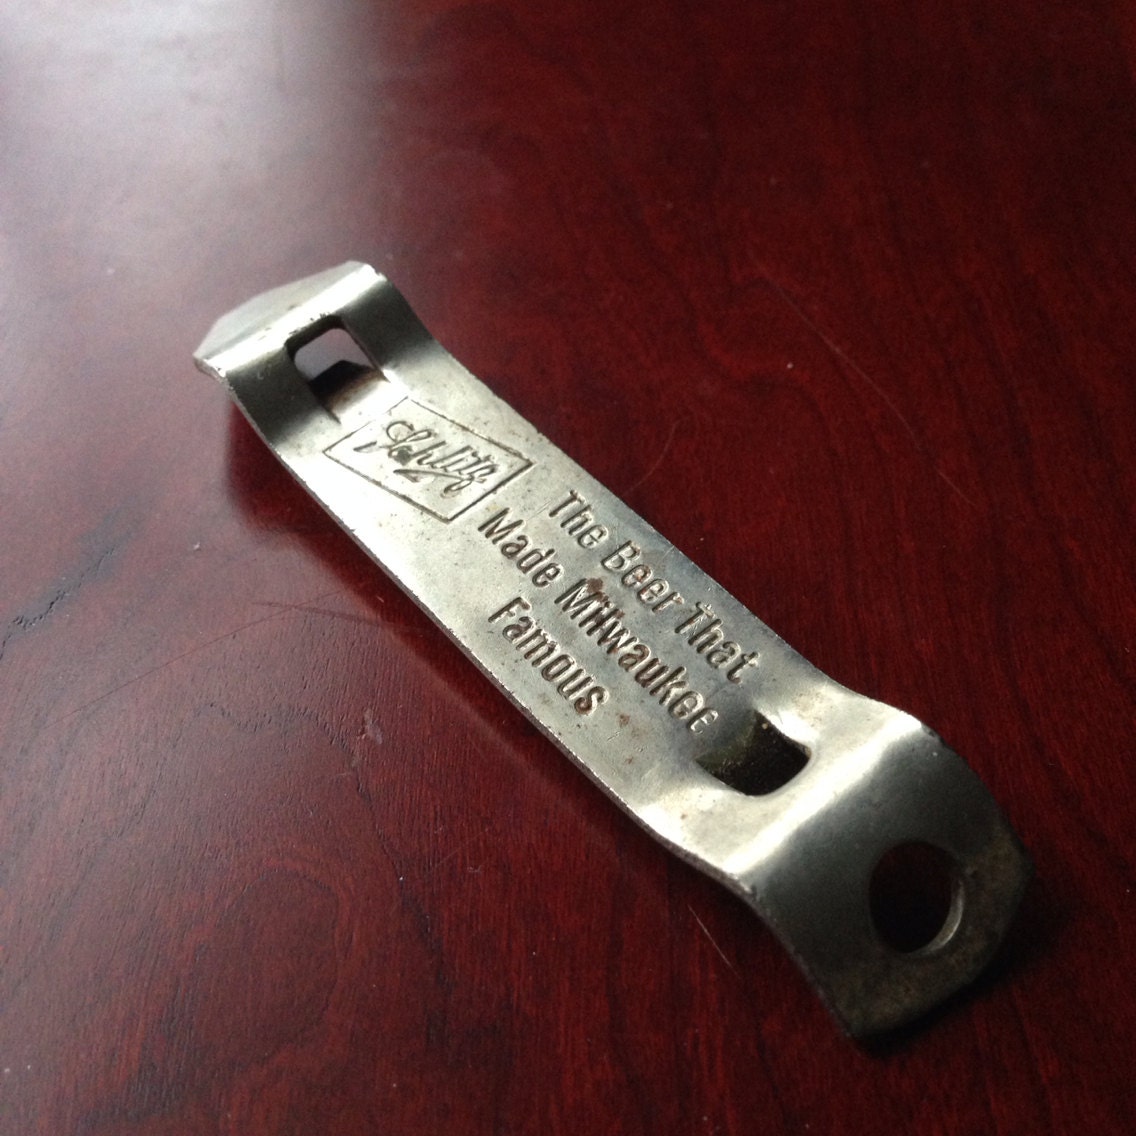 Schlitz
The Beer That
Made Milwaukee
Famous